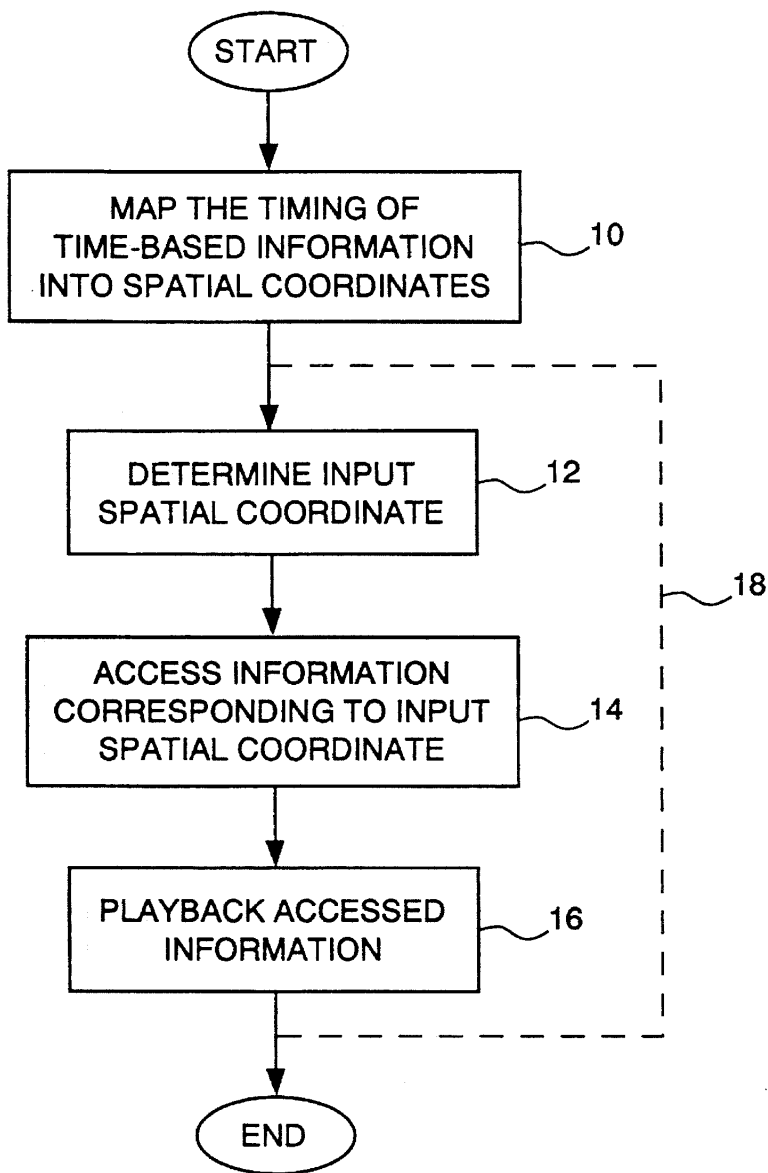 START
MAP THE TIMING OF
TIME-BASED INFORMATION
INTO SPATIAL COORDINATES
10
DETERMINE INPUT
SPATIAL COORDINATE
12
18
ACCESS INFORMATION
CORRESPONDING TO INPUT
SPATIAL COORDINATE
14
PLAYBACK ACCESSED
INFORMATION
16
END